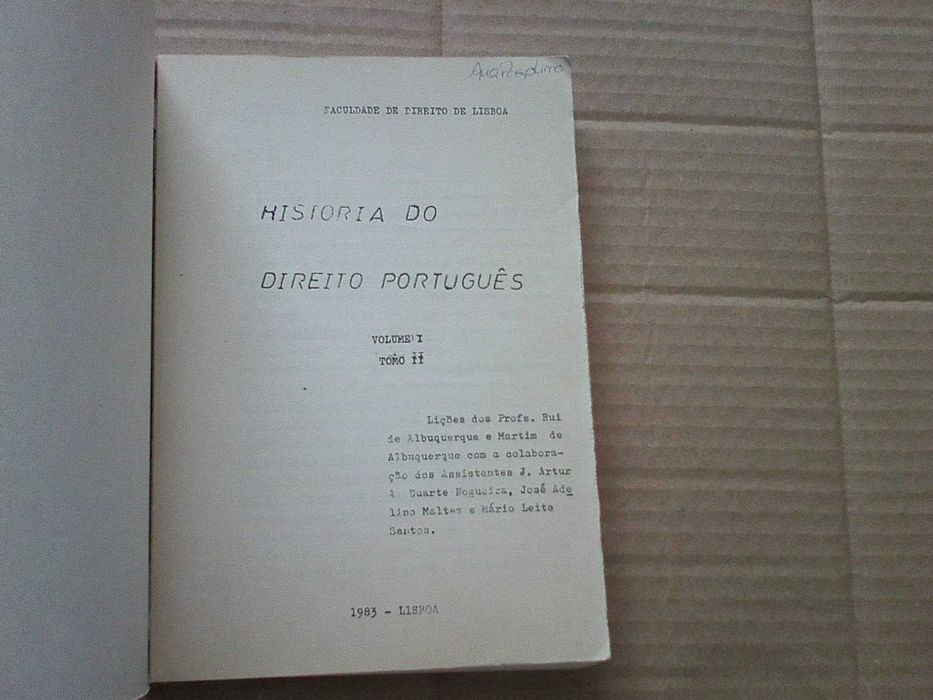 FACULDADE DE DIREITO DE LISBOA
HISTORIA DO
DIREITO PORTUGUÊS
VOLUME I
TOMO II
Lições dos Profs. Rui
de Albuquerque e Martim de
Albuquerque com a colabora-
ção dos Assistentes J. Artur
A Duarte Nogueira, José Ade
lino Maltez e Mário Leite
Santos.
1983 - LISBOA